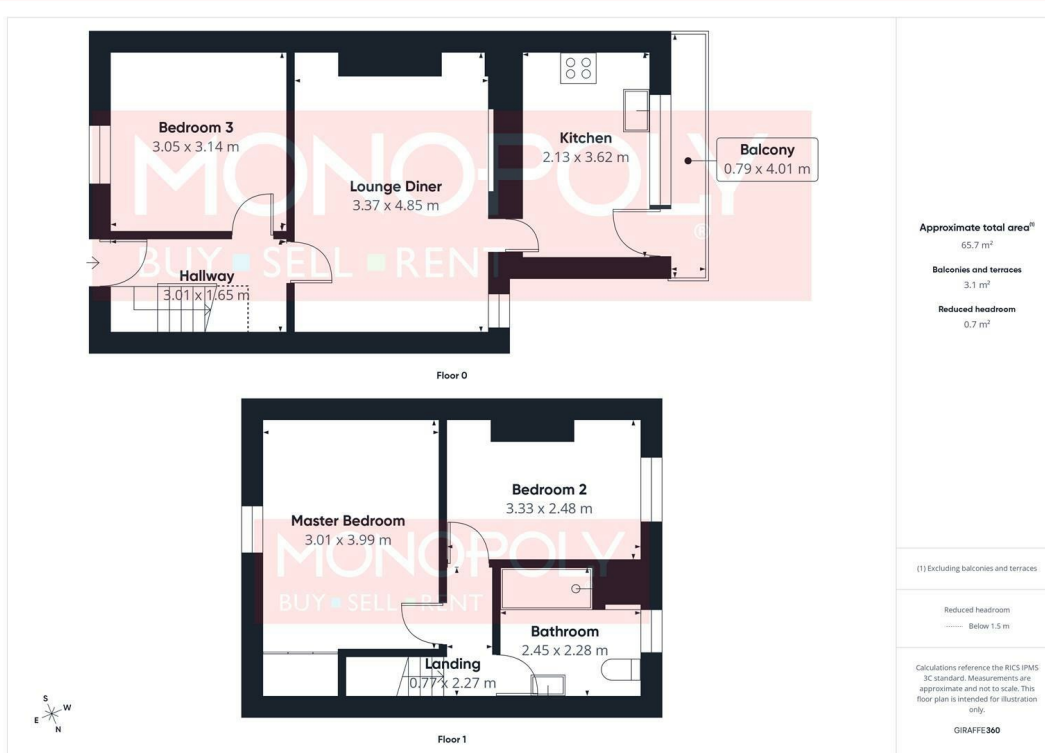 Bedroom 3
3.05 x 3.14 m
Lounge Diner
3.37 x 4.85 m
Kitchen
2.13 x 3.62 m
Balcony
0.79 x 4.01 m
Hallway
3.01 x 1.65 m
MONOPOLY
®
BUY SELL RENT
Floor 0
Master Bedroom
3.01 x 3.99 m
Bedroom 2
3.33 x 2.48 m
Bathroom
2.45 x 2.28 m
Landing
0.77 x 2.27 m
MONOPOLY
BUY SELL RENT
Floor 1
S
W
E
N
Approximate total area(1)
65.7 m²
Balconies and terraces
3.1 m²
Reduced headroom
0.7 m²
(1) Excluding balconies and terraces
Reduced headroom
------ Below 1.5 m
Calculations reference the RICS IPMS
3C standard. Measurements are
approximate and not to scale. This
floor plan is intended for illustration
only.
GIRAFFE360